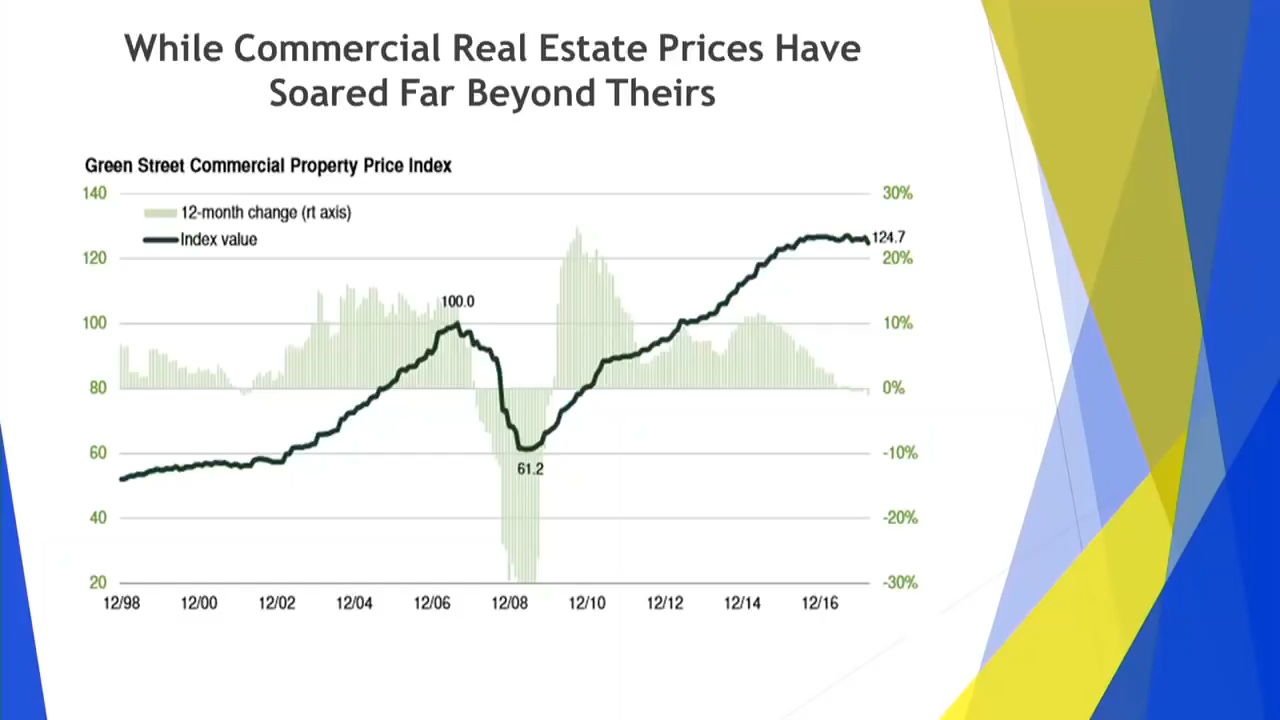 While Commercial Real Estate Prices Have
Soared Far Beyond Theirs
Green Street Commercial Property Price Index
140
30%
12-month change (rt axis)
Index value
124.7
120
20%
100.0
100
10%
80
0%
60
-10%
61.2
40
-20%
20
-30%
12/98 12/00 12/02 12/04 12/06 12/08 12/10 12/12 12/14 12/16